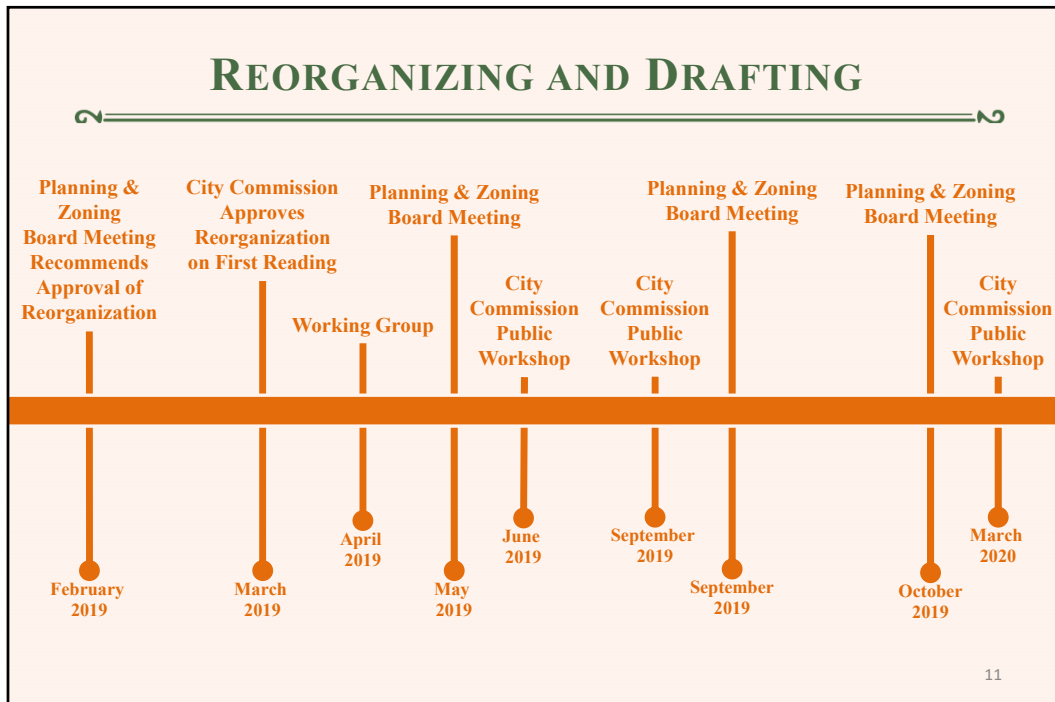 REORGANIZING AND DRAFTING
Planning &
Zoning
Board Meeting
Recommends
Approval of
Reorganization
City Commission
Approves
Reorganization
on First Reading
Working Group
Planning & Zoning
Board Meeting
City
Commission
Public
Workshop
City
Commission
Public
Workshop
Planning & Zoning
Board Meeting
Planning & Zoning
Board Meeting
City
Commission
Public
Workshop
February
2019
March
2019
April
2019
May
2019
June
2019
September
2019
September
2019
October
2019
March
2020
11